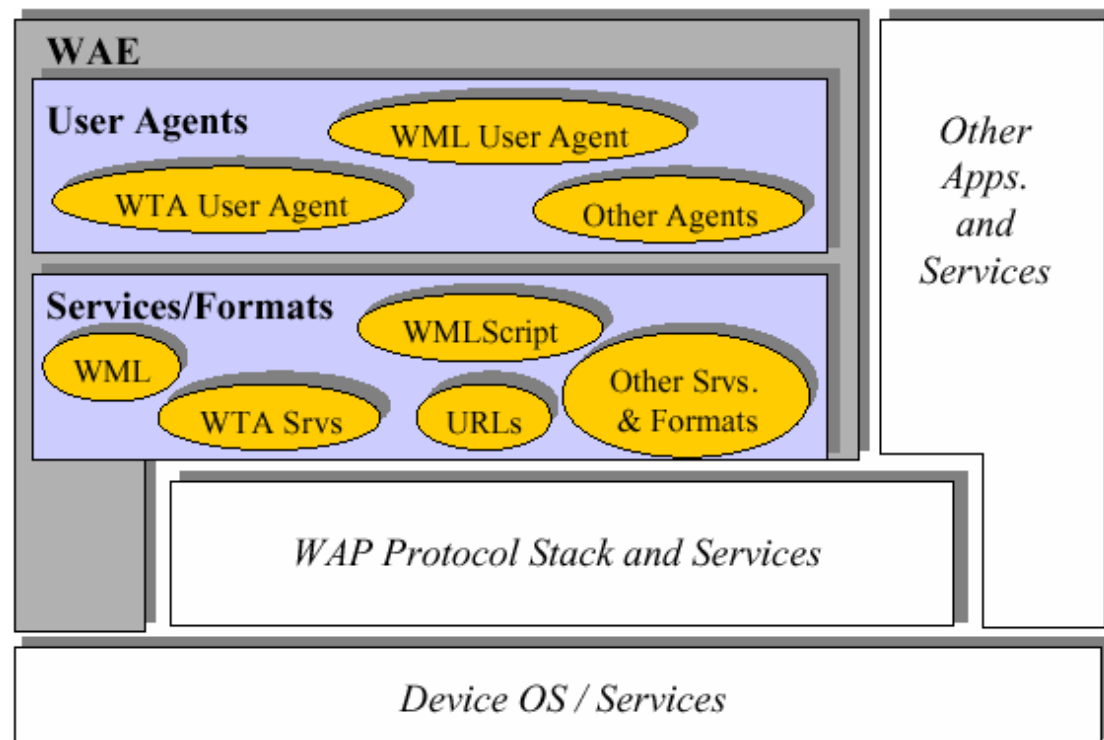 WAE
User Agents
WML User Agent
WTA User Agent
Other Agents
Services/Formats
WMLScript
WML
WTA Srvs
URLs
Other Srvs.
& Formats
Other
Apps.
and
Services
WAP Protocol Stack and Services
Device OS / Services